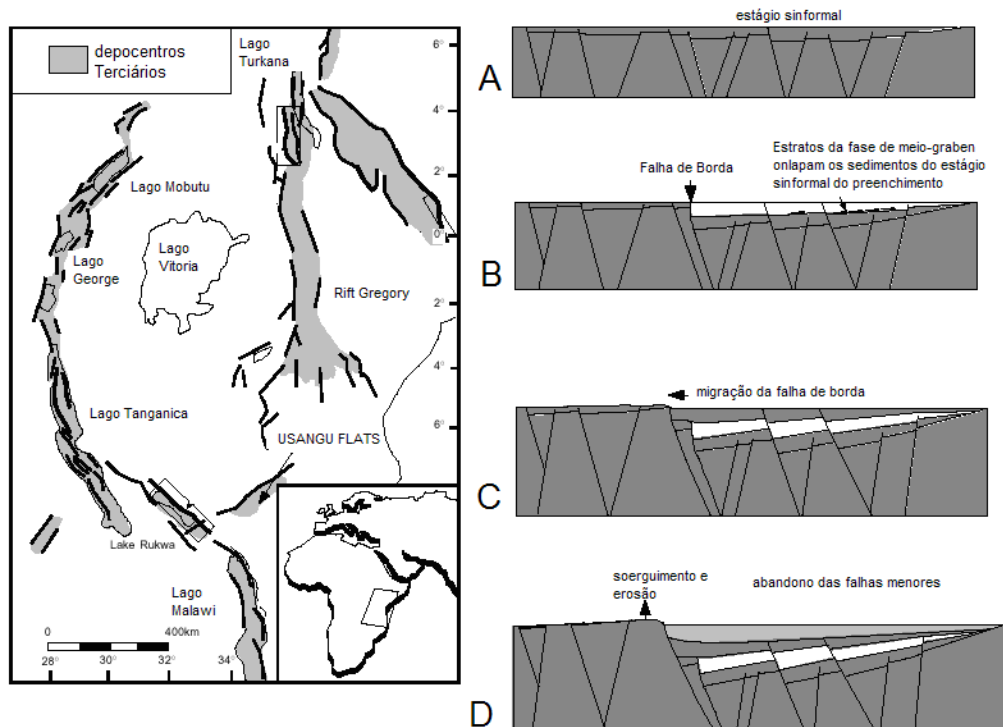 depocentros
Terciários
Lago
Turkana
6°
4°
2°
0°
2°
4°
6°
Lago Mobutu
Lago
Vitoria
Lago
George
Rift Gregory
Lago Tanganica
USANGU FLATS
Lake Rukwa
Lago
Malawi
0
400km
28°
30°
32°
34°
estágio sinformal
A
Falha de Borda
Estratos da fase de meio-graben
onlapam os sedimentos do estágio
sinformal do preenchimento
B
migração da falha de borda
C
soerguimento e
erosão
abandono das falhas menores
D